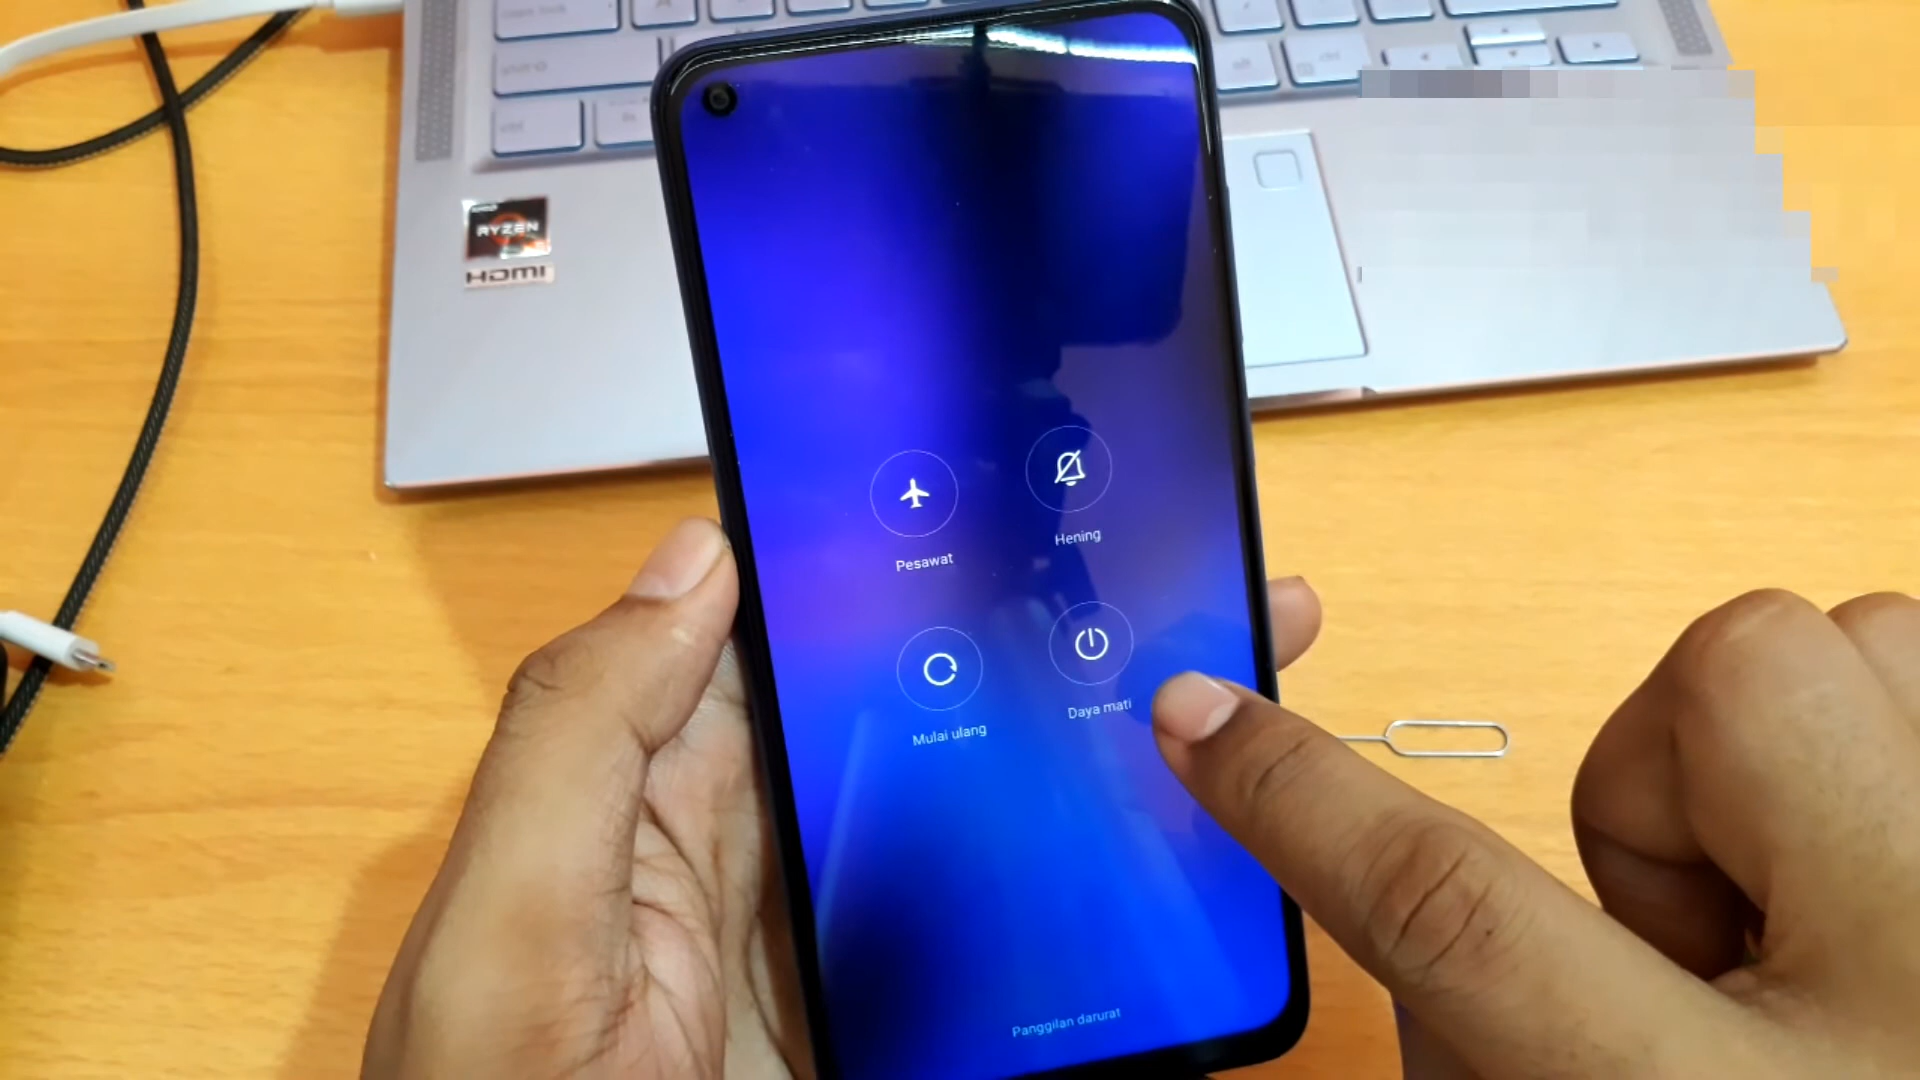 RYZEN
HDMI
Pesawat
Hening
Mulai ulang
Daya mati
Panggilan darurat